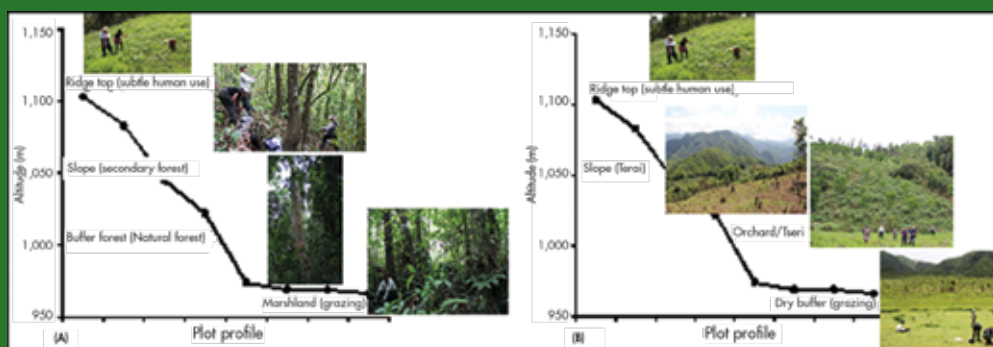 1,150
1,100
1,050
1,000
950
Altitude (m)
Ridge top (subtle human use)
Slope (secondary forest)
Buffer forest (Natural forest)
Marshland (grazing)
(A)
Plot profile
1,150
1,100
1,050
1,000
950
Altitude (m)
Ridge top (subtle human use)
Slope (Terai)
Orchard/Tseri
Dry buffer (grazing)
(B)
Plot profile